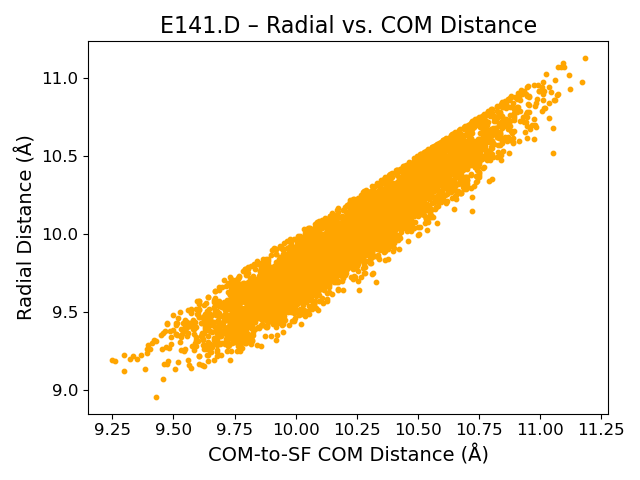 E141.D – Radial vs. COM Distance
11.0
10.5
10.0
9.5
9.0
Radial Distance (Å)
9.25 9.50 9.75 10.00 10.25 10.50 10.75 11.00 11.25
COM-to-SF COM Distance (Å)